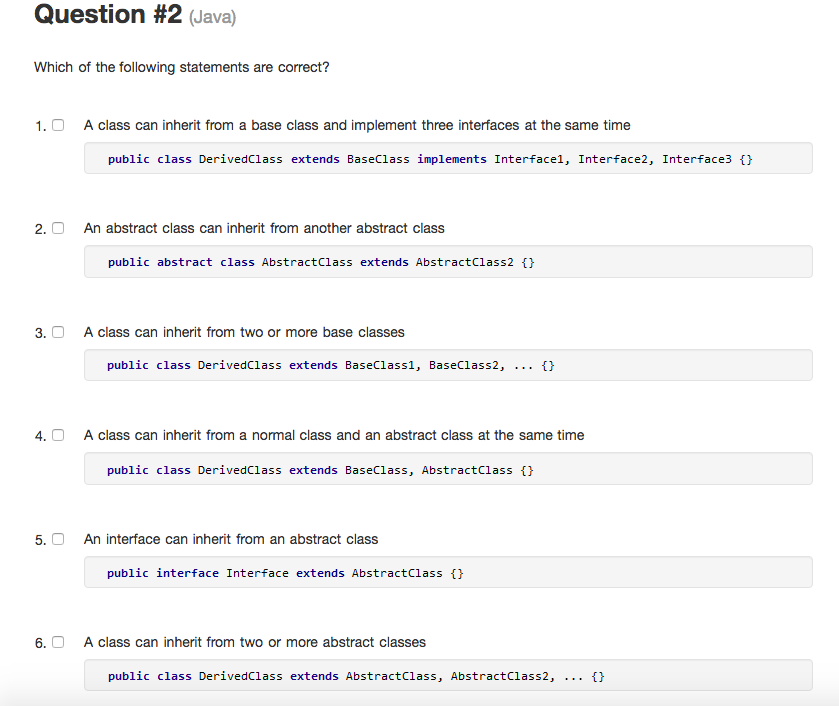 Question #2 (Java)
Which of the following statements are correct?
1. A class can inherit from a base class and implement three interfaces at the same time
public class DerivedClass extends BaseClass implements Interface1, Interface2, Interface3 {}
2. An abstract class can inherit from another abstract class
public abstract class AbstractClass extends AbstractClass2 {}
3. A class can inherit from two or more base classes
public class DerivedClass extends BaseClass1, BaseClass2, ... {}
4. A class can inherit from a normal class and an abstract class at the same time
public class DerivedClass extends BaseClass, AbstractClass {}
5. An interface can inherit from an abstract class
public interface Interface extends AbstractClass {}
6. A class can inherit from two or more abstract classes
public class DerivedClass extends AbstractClass, AbstractClass2, ... {}